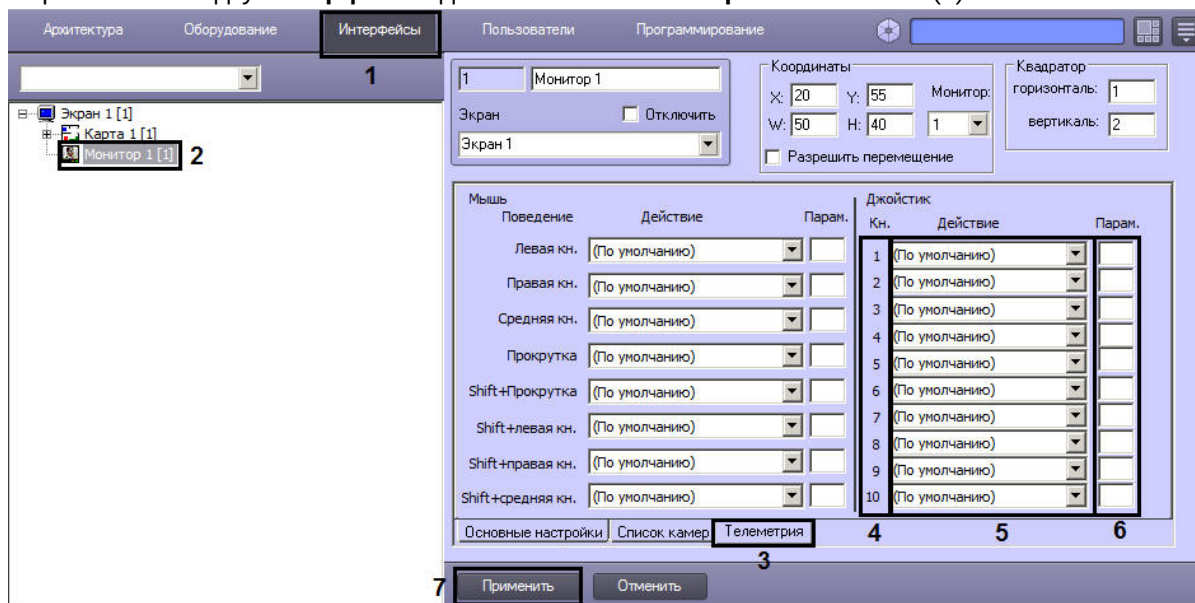 Архитектура Оборудование Интерфейсы Пользователи Программирование
1
Экран 1 [1]
Карта 1 [1]
Монитор 1 [1] 2
1 Монитор 1
Экран Отключить
Экран 1
Координаты
X: 20 Y: 55 Монитор:
W: 50 H: 40 1
Разрешить перемещение
Квадратор
горизонталь: 1
вертикаль: 2
Мышь
Поведение Действие Парам.
Левая кн. (По умолчанию)
Правая кн. (По умолчанию)
Средняя кн. (По умолчанию)
Прокрутка (По умолчанию)
Shift+Прокрутка (По умолчанию)
Shift+левая кн. (По умолчанию)
Shift+правая кн. (По умолчанию)
Shift+средняя кн. (По умолчанию)
Джойстик
Кн. Действие Парам.
1 (По умолчанию)
2 (По умолчанию)
3 (По умолчанию)
4 (По умолчанию)
5 (По умолчанию)
6 (По умолчанию)
7 (По умолчанию)
8 (По умолчанию)
9 (По умолчанию)
10 (По умолчанию)
Основные настройки Список камер Телеметрия 4 5 6
3
7 Применить Отменить